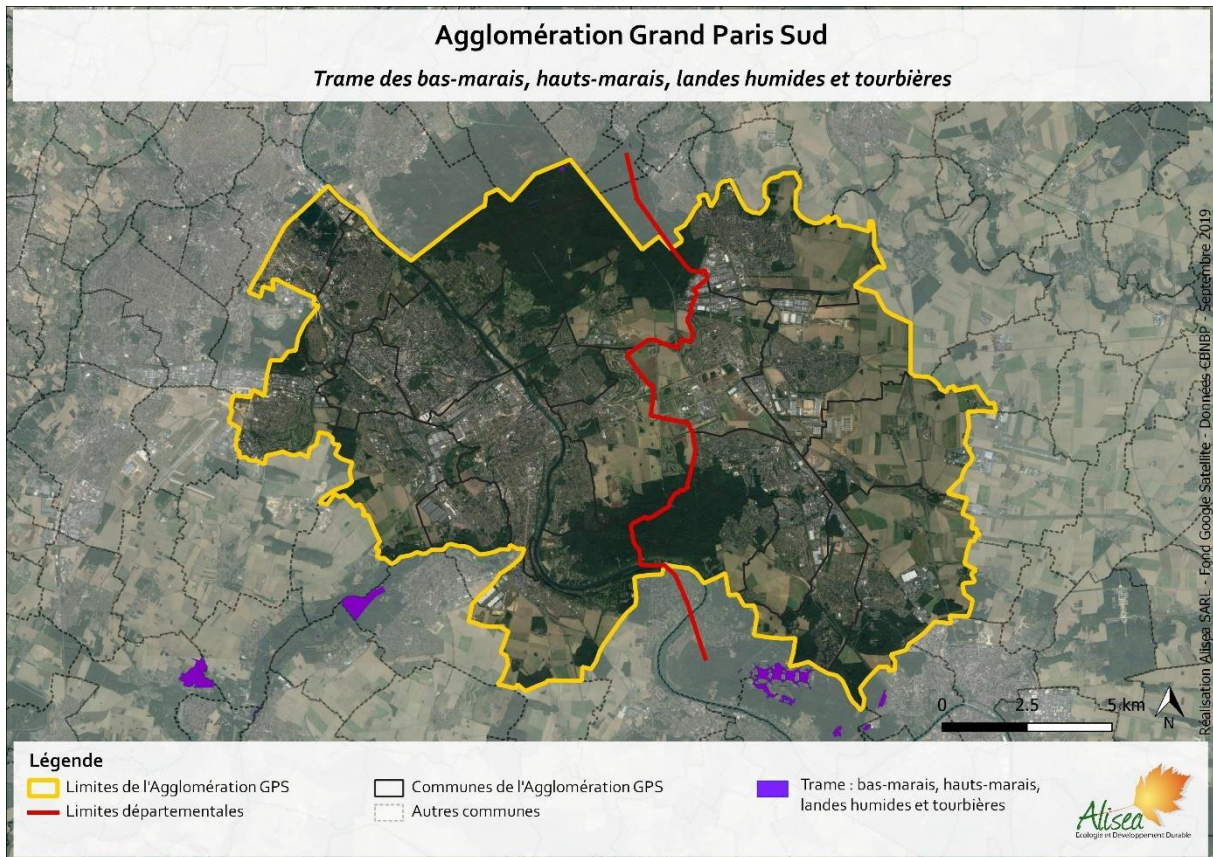 Agglomération Grand Paris Sud
Trame des bas-marais, hauts-marais, landes humides et tourbières
Réalisation Alisea SARL - Fond Google Satellite - Données CBNBP - Septembre 2019
0 2.5 5 km
N
Légende
Limites de l'Agglomération GPS
Limites départementales
Communes de l'Agglomération GPS
Autres communes
Trame : bas-marais, hauts-marais,
landes humides et tourbières
Alisea
Ecologie et Développement Durable